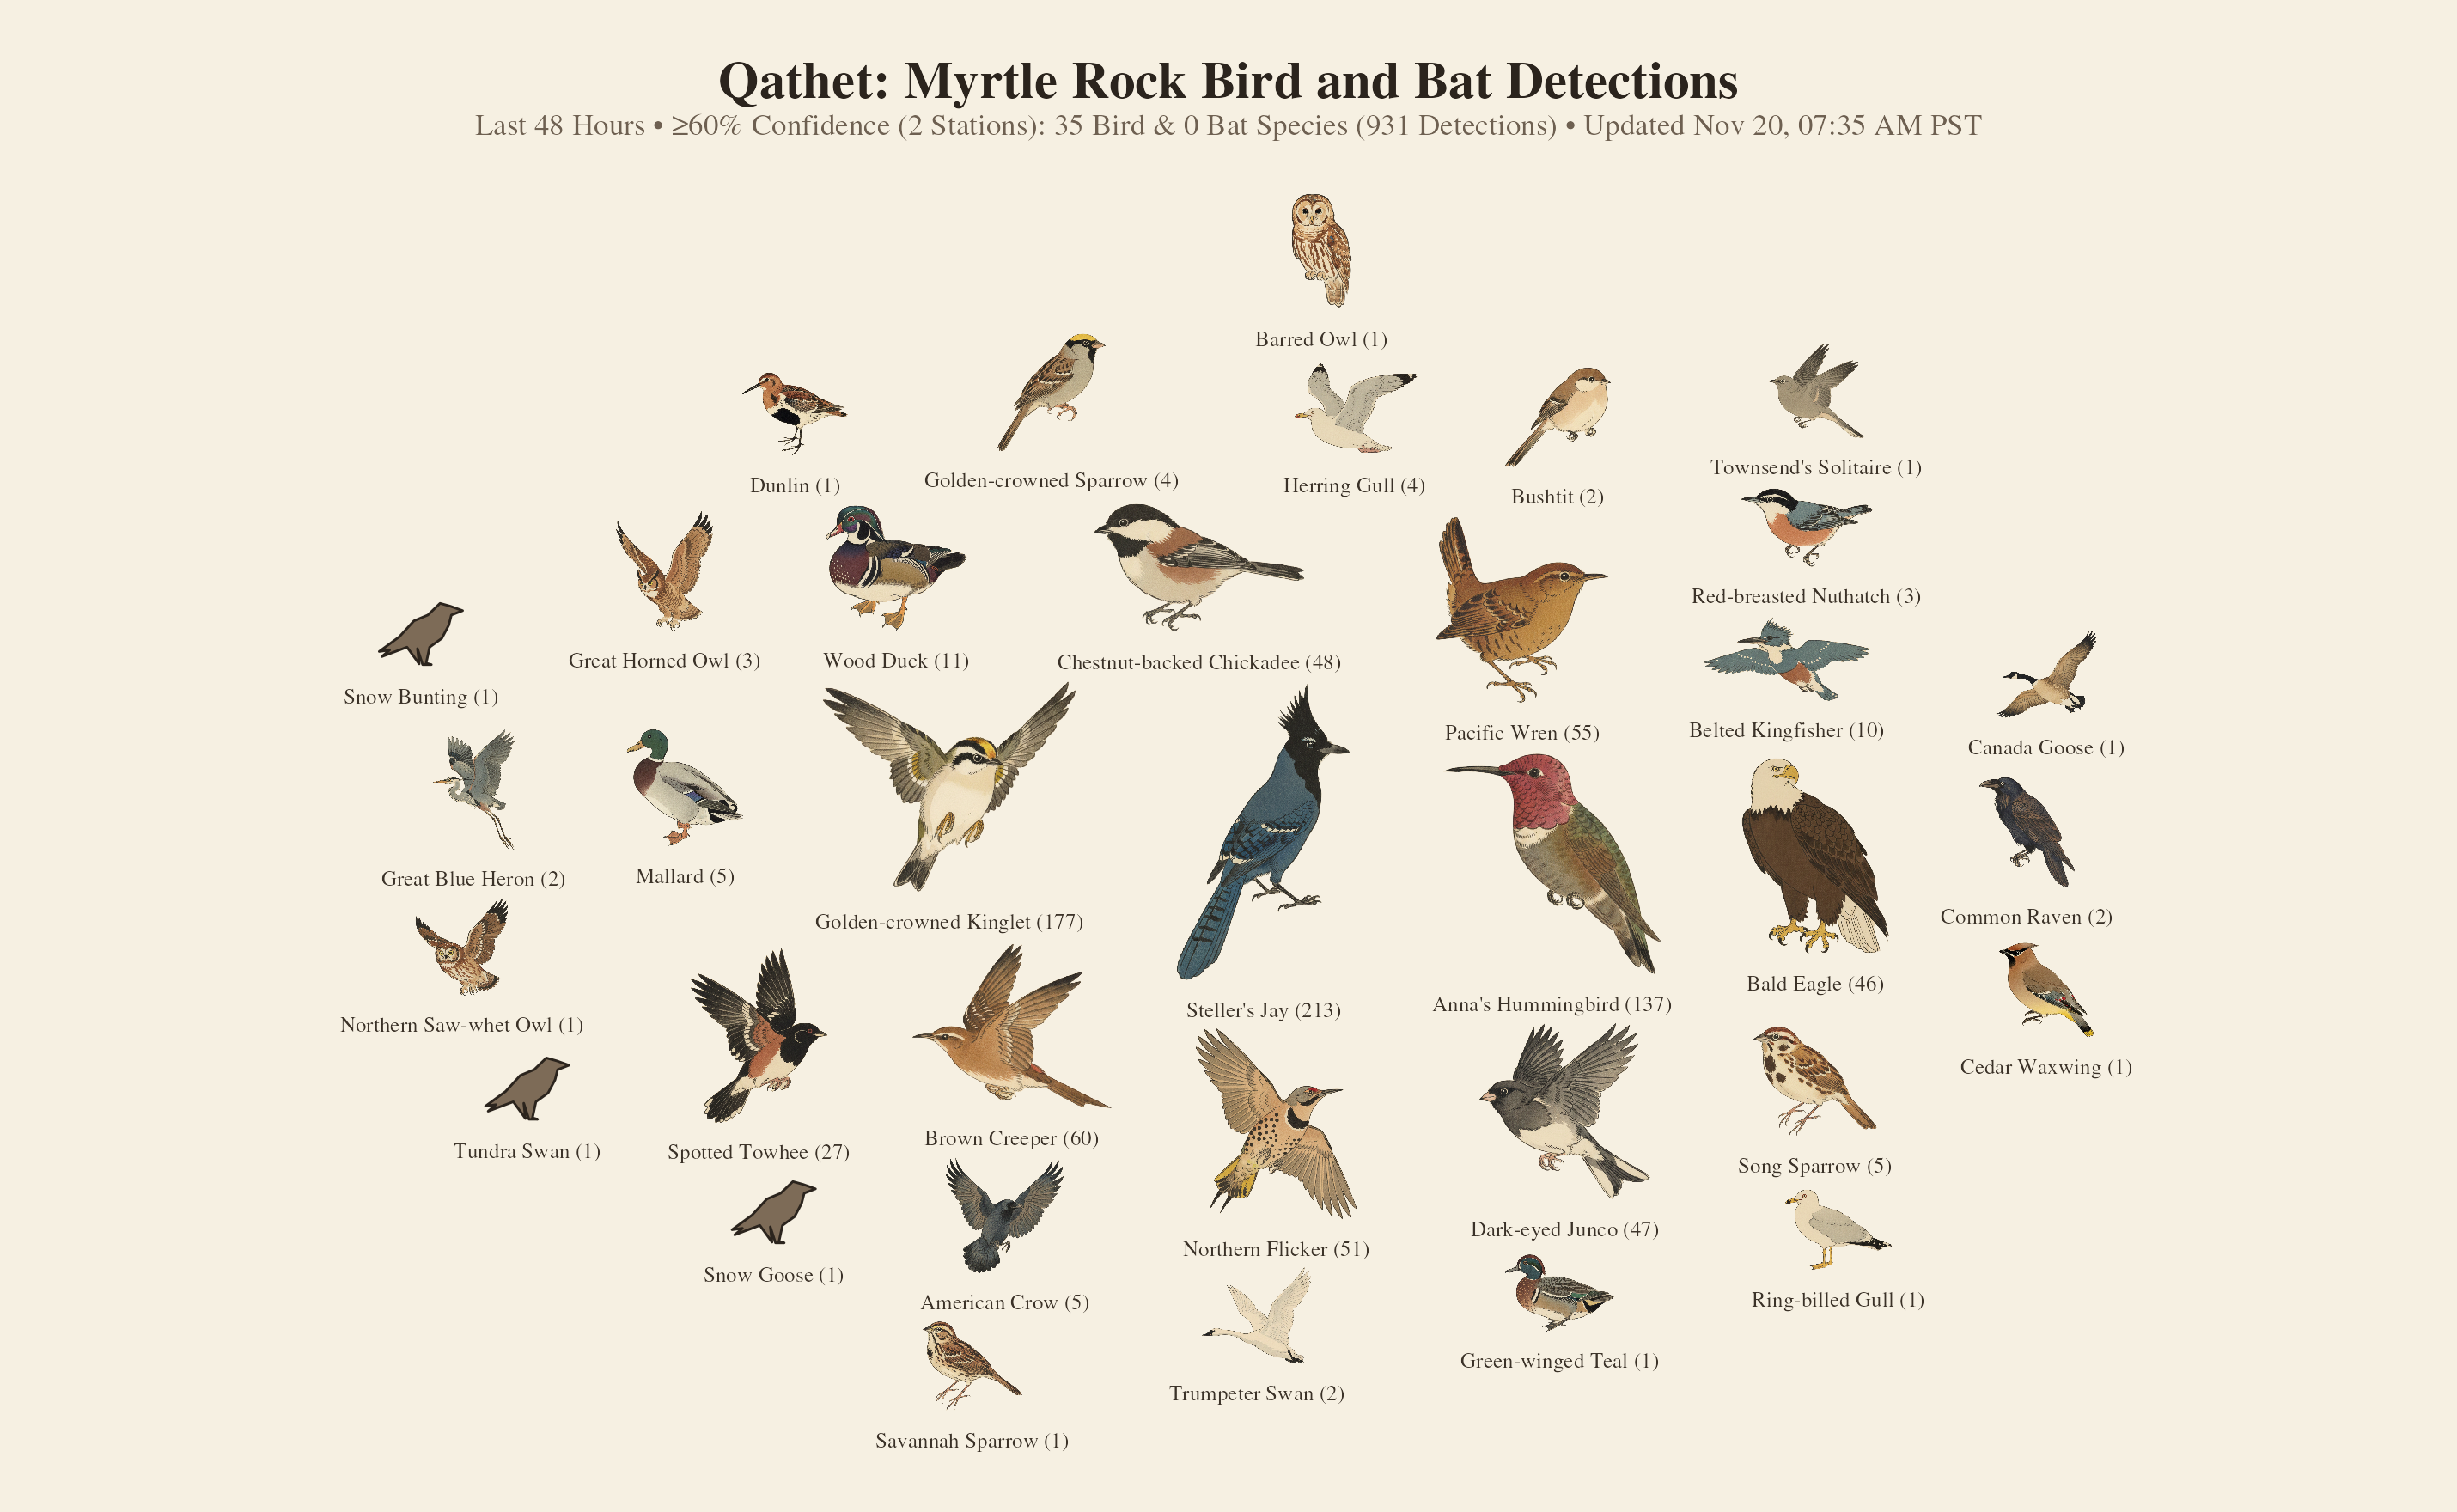 Qathet: Myrtle Rock Bird and Bat Detections
Last 48 Hours • ≥60% Confidence (2 Stations): 35 Bird & 0 Bat Species (931 Detections) • Updated Nov 20, 07:35 AM PST
Barred Owl (1)
Dunlin (1)
Golden-crowned Sparrow (4)
Herring Gull (4)
Bushtit (2)
Townsend's Solitaire (1)
Great Horned Owl (3)
Wood Duck (11)
Chestnut-backed Chickadee (48)
Red-breasted Nuthatch (3)
Snow Bunting (1)
Pacific Wren (55)
Belted Kingfisher (10)
Canada Goose (1)
Great Blue Heron (2)
Mallard (5)
Golden-crowned Kinglet (177)
Common Raven (2)
Northern Saw-whet Owl (1)
Steller's Jay (213)
Anna's Hummingbird (137)
Bald Eagle (46)
Cedar Waxwing (1)
Tundra Swan (1)
Spotted Towhee (27)
Brown Creeper (60)
Song Sparrow (5)
Snow Goose (1)
American Crow (5)
Northern Flicker (51)
Dark-eyed Junco (47)
Ring-billed Gull (1)
Green-winged Teal (1)
Trumpeter Swan (2)
Savannah Sparrow (1)